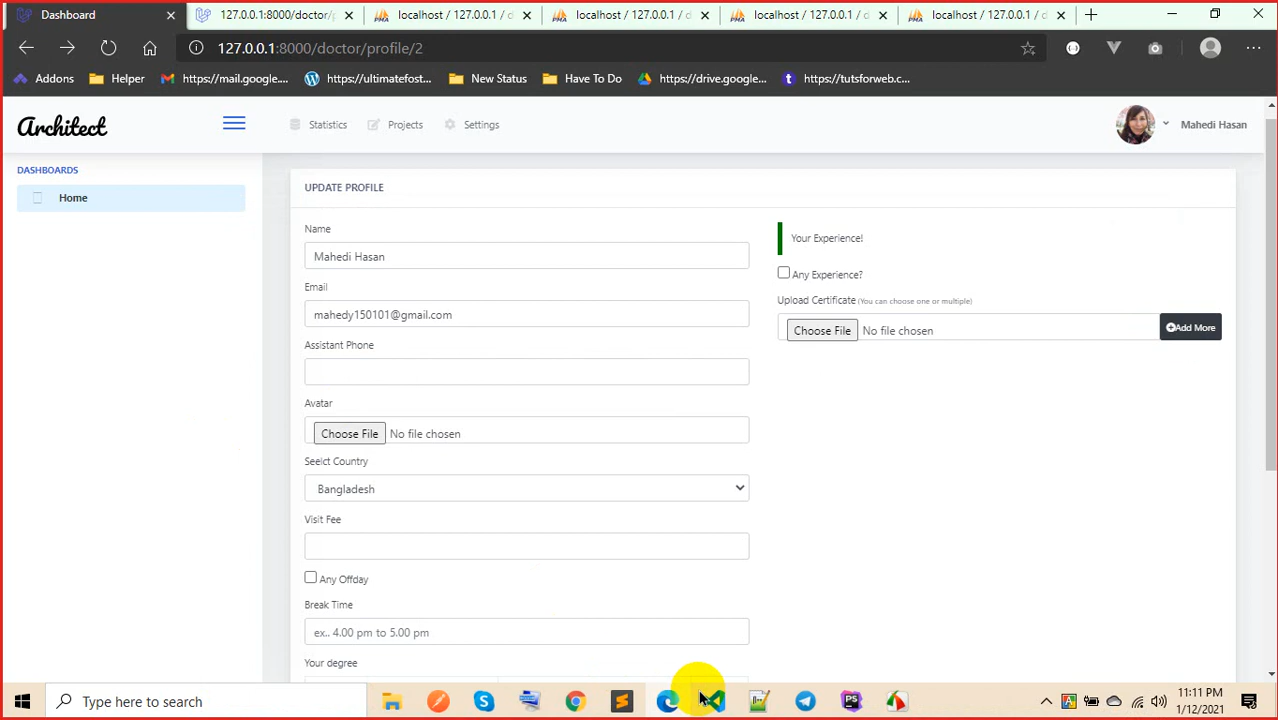 Dashboard
127.0.0.1:8000/doctor/p
localhost / 127.0.0.1 / d
localhost / 127.0.0.1 / d
localhost / 127.0.0.1 / d
localhost / 127.0.0.1 / d
127.0.0.1:8000/doctor/profile/2
Addons
Helper
https://mail.google....
https://ultimatefost...
New Status
Have To Do
https://drive.google...
t
https://tutsforweb.c...
Architect
Statistics
Projects
Settings
Mahedi Hasan
DASHBOARDS
Home
UPDATE PROFILE
Name
Mahedi Hasan
Email
mahedy150101@gmail.com
Assistant Phone
Avatar
Choose File No file chosen
Seelct Country
Bangladesh
Visit Fee
Any Offday
Break Time
ex.. 4.00 pm to 5.00 pm
Your degree
Your Experience!
Any Experience?
Upload Certificate (You can choose one or multiple)
Choose File No file chosen
Add More
Type here to search
PS
11:11 PM
1/12/2021